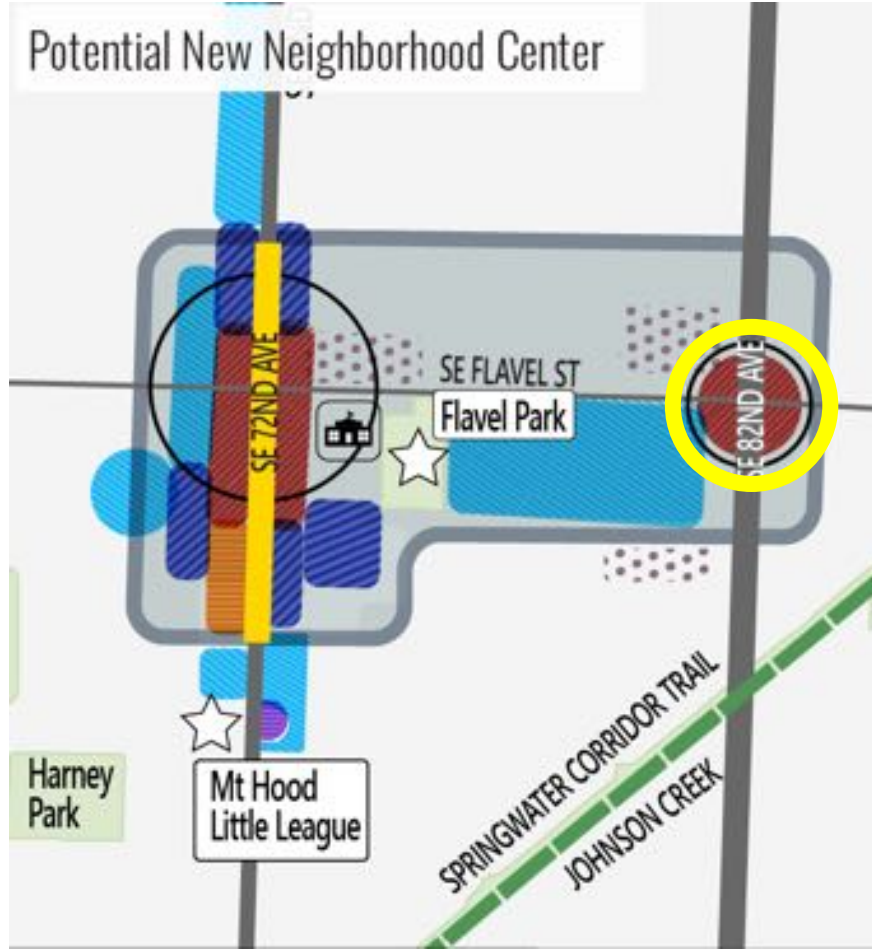 Potential New Neighborhood Center
SE 72ND AVE
SE FLAVEL ST
Flavel Park
SE 82ND AVE
SPRINGWATER CORRIDOR TRAIL
JOHNSON CREEK
Harney
Park
Mt Hood
Little League